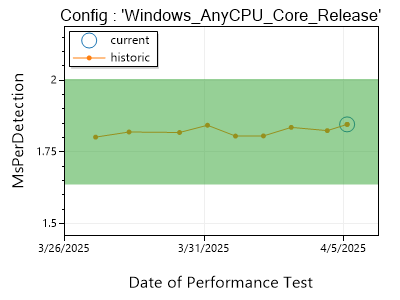 Config : 'Windows_AnyCPU_Core_Release'
current
historic
2
1.75
1.5
MsPerDetection
3/26/2025
3/31/2025
4/5/2025
Date of Performance Test